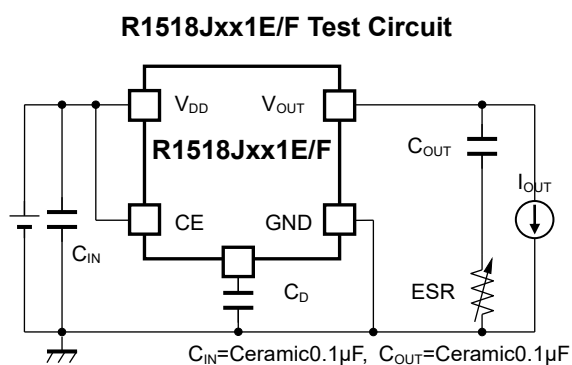 R1518Jxx1E/F Test Circuit
VDD VOUT
R1518Jxx1E/F
COUT
IOUT
CE GND
CIN
CD ESR
CIN=Ceramic0.1μF, COUT=Ceramic0.1μF